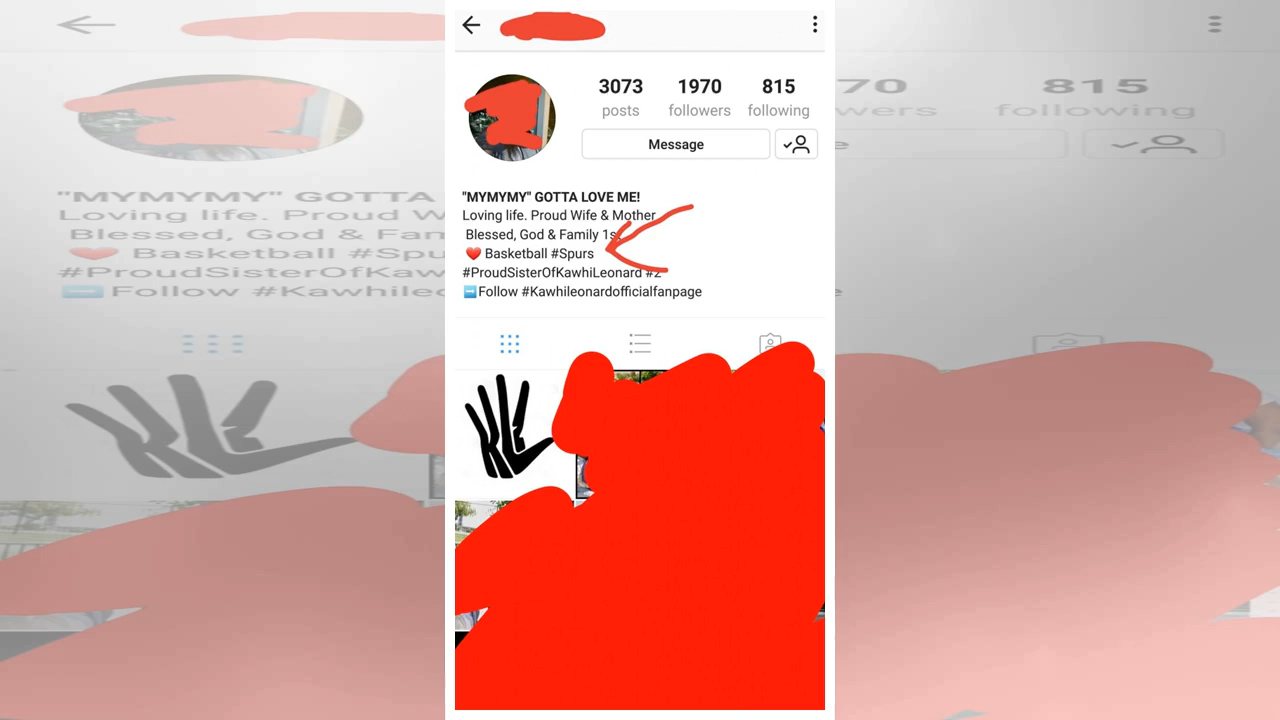 3073 1970 815
posts followers following
Message
"MYMYMY" GOTTA LOVE ME!
Loving life. Proud Wife & Mother
Blessed, God & Family 1s
❤️ Basketball #Spurs
#ProudSisterOfKawhiLeonard #2
➡️Follow #Kawhileonardofficialfanpage